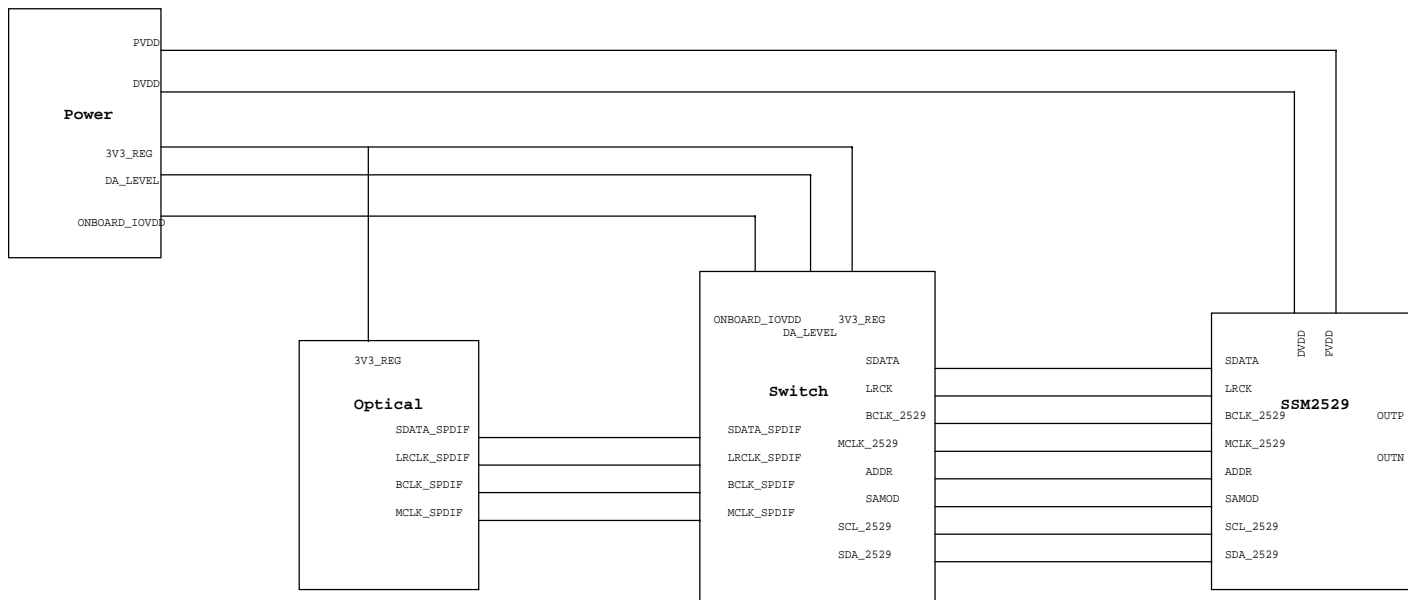 PVDD
DVDD
Power
3V3_REG
DA_LEVEL
ONBOARD_IOVDD
3V3_REG
Optical
SDATA_SPDIF
LRCLK_SPDIF
BCLK_SPDIF
MCLK_SPDIF
ONBOARD_IOVDD
3V3_REG
DA_LEVEL
SDATA
LRCK
Switch
BCLK_2529
SDATA_SPDIF
MCLK_2529
LRCLK_SPDIF
ADDR
BCLK_SPDIF
SAMOD
MCLK_SPDIF
SCL_2529
SDA_2529
DVDD
PVDD
SDATA
LRCK
SSM2529
BCLK_2529
OUTP
MCLK_2529
OUTN
ADDR
SAMOD
SCL_2529
SDA_2529